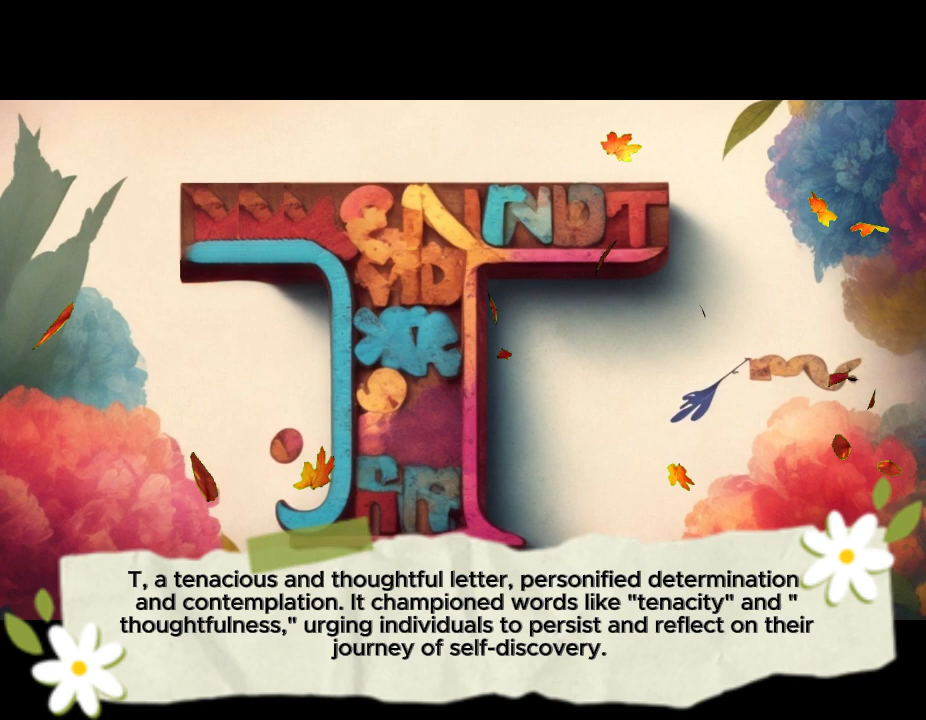 T, a tenacious and thoughtful letter, personified determination
and contemplation. It championed words like "tenacity" and "
thoughtfulness," urging individuals to persist and reflect on their
journey of self-discovery.